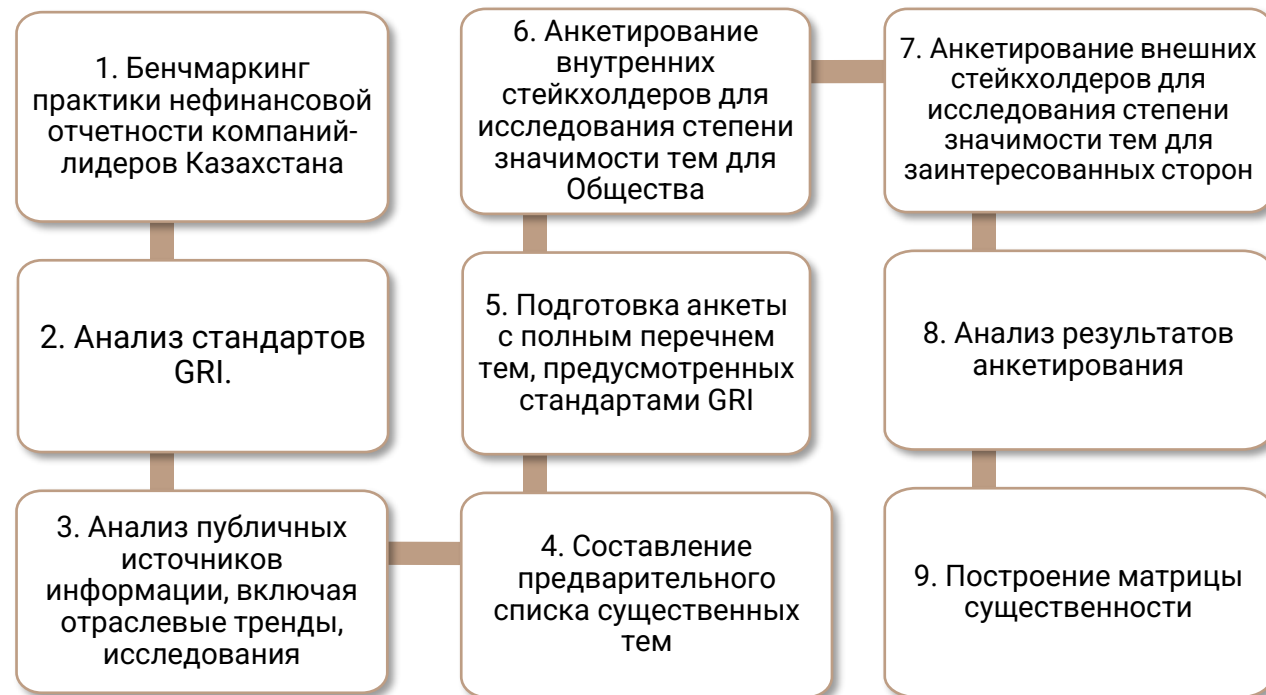 1. Бенчмаркинг
практики нефинансовой
отчетности компаний-
лидеров Казахстана
2. Анализ стандартов
GRI.
3. Анализ публичных
источников
информации, включая
отраслевые тренды,
исследования
4. Составление
предварительного
списка существенных
тем
5. Подготовка анкеты
с полным перечнем
тем, предусмотренных
стандартами GRI
6. Анкетирование
внутренних
стейкхолдеров для
исследования степени
значимости тем для
Общества
7. Анкетирование внешних
стейкхолдеров для
исследования степени
значимости тем для
заинтересованных сторон
8. Анализ результатов
анкетирования
9. Построение матрицы
существенности